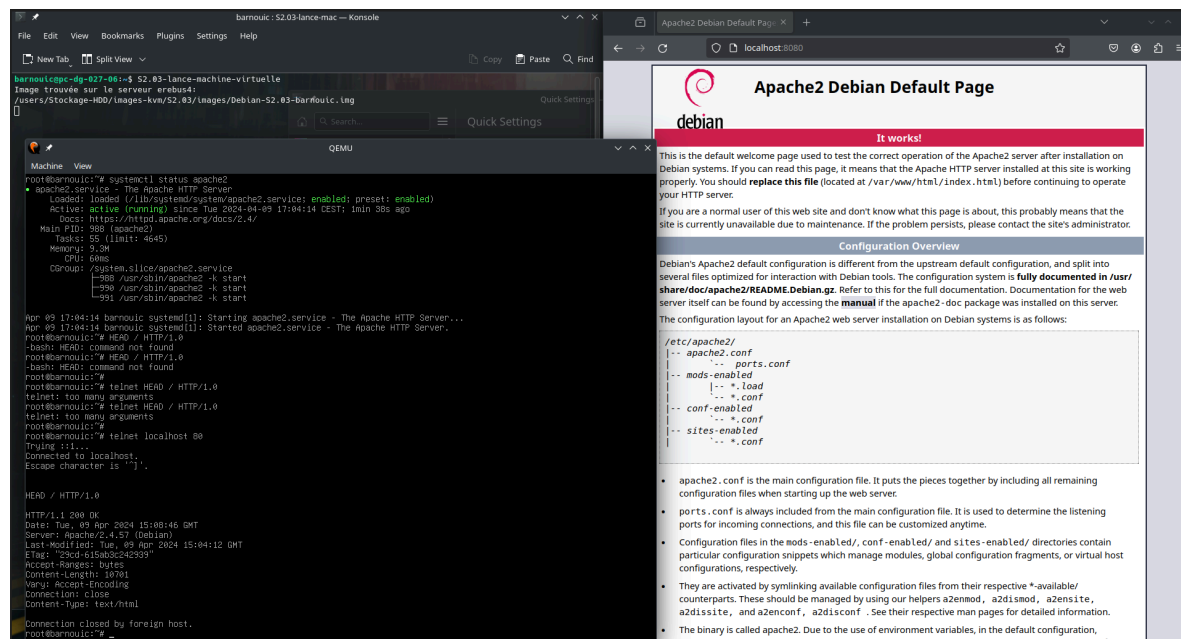 barnouic : S2.03-lance-mac — Konsole
File Edit View Bookmarks Plugins Settings Help
New Tab Split View Copy Paste Find
barnouic@pc-dg-027-06:~$ S2.03-lance-machine-virtuelle
Image trouvée sur le serveur erebus4:
/users/Stockage-HDD/images-kvm/S2.03/images/Debian-S2.03-barnouic.img
Quick Settings
Search... Quick Settings
QEMU
Machine View
root@barnouic:~# systemctl status apache2
● apache2.service - The Apache HTTP Server
Loaded: loaded (/lib/systemd/system/apache2.service; enabled; preset: enabled)
Active: active (running) since Tue 2024-04-09 17:04:14 CEST; 1min 38s ago
Docs: https://httpd.apache.org/docs/2.4/
Main PID: 988 (apache2)
Tasks: 55 (limit: 4645)
Memory: 9.3M
CPU: 60ms
CGroup: /system.slice/apache2.service
├─988 /usr/sbin/apache2 -k start
├─990 /usr/sbin/apache2 -k start
└─991 /usr/sbin/apache2 -k start
Apr 09 17:04:14 barnouic systemd[1]: Starting apache2.service - The Apache HTTP Server...
Apr 09 17:04:14 barnouic systemd[1]: Started apache2.service - The Apache HTTP Server.
root@barnouic:~# HEAD / HTTP/1.0
-bash: HEAD: command not found
root@barnouic:~# HEAD / HTTP/1.0
-bash: HEAD: command not found
root@barnouic:~#
root@barnouic:~# telnet HEAD / HTTP/1.0
telnet: too many arguments
root@barnouic:~# telnet HEAD / HTTP/1.0
telnet: too many arguments
root@barnouic:~#
root@barnouic:~# telnet localhost 80
Trying ::1...
Connected to localhost.
Escape character is '^]'.
HEAD / HTTP/1.0
HTTP/1.1 200 OK
Date: Tue, 09 Apr 2024 15:08:46 GMT
Server: Apache/2.4.57 (Debian)
Last-Modified: Tue, 09 Apr 2024 15:04:12 GMT
ETag: "29cd-615ab3c242939"
Accept-Ranges: bytes
Content-Length: 10701
Vary: Accept-Encoding
Connection: close
Content-Type: text/html
Connection closed by foreign host.
root@barnouic:~# _
Apache2 Debian Default Pag
localhost:8080
Apache2 Debian Default Page
debian
It works!
This is the default welcome page used to test the correct operation of the Apache2 server after installation on
Debian systems. If you can read this page, it means that the Apache HTTP server installed at this site is working
properly. You should replace this file (located at /var/www/html/index.html) before continuing to operate
your HTTP server.
If you are a normal user of this web site and don't know what this page is about, this probably means that the
site is currently unavailable due to maintenance. If the problem persists, please contact the site's administrator.
Configuration Overview
Debian's Apache2 default configuration is different from the upstream default configuration, and split into
several files optimized for interaction with Debian tools. The configuration system is fully documented in /usr/
share/doc/apache2/README.Debian.gz. Refer to this for the full documentation. Documentation for the web
server itself can be found by accessing the manual if the apache2-doc package was installed on this server.
The configuration layout for an Apache2 web server installation on Debian systems is as follows:
/etc/apache2/
|-- apache2.conf
|       `-- ports.conf
|-- mods-enabled
|       |-- *.load
|       `-- *.conf
|-- conf-enabled
|       `-- *.conf
|-- sites-enabled
|       `-- *.conf
• apache2.conf is the main configuration file. It puts the pieces together by including all remaining
configuration files when starting up the web server.
• ports.conf is always included from the main configuration file. It is used to determine the listening
ports for incoming connections, and this file can be customized anytime.
• Configuration files in the mods-enabled/, conf-enabled/ and sites-enabled/ directories contain
particular configuration snippets which manage modules, global configuration fragments, or virtual host
configurations, respectively.
• They are activated by symlinking available configuration files from their respective *-available/
counterparts. These should be managed by using our helpers a2enmod, a2dismod, a2ensite,
a2dissite, and a2enconf, a2disconf . See their respective man pages for detailed information.
• The binary is called apache2. Due to the use of environment variables, in the default configuration,